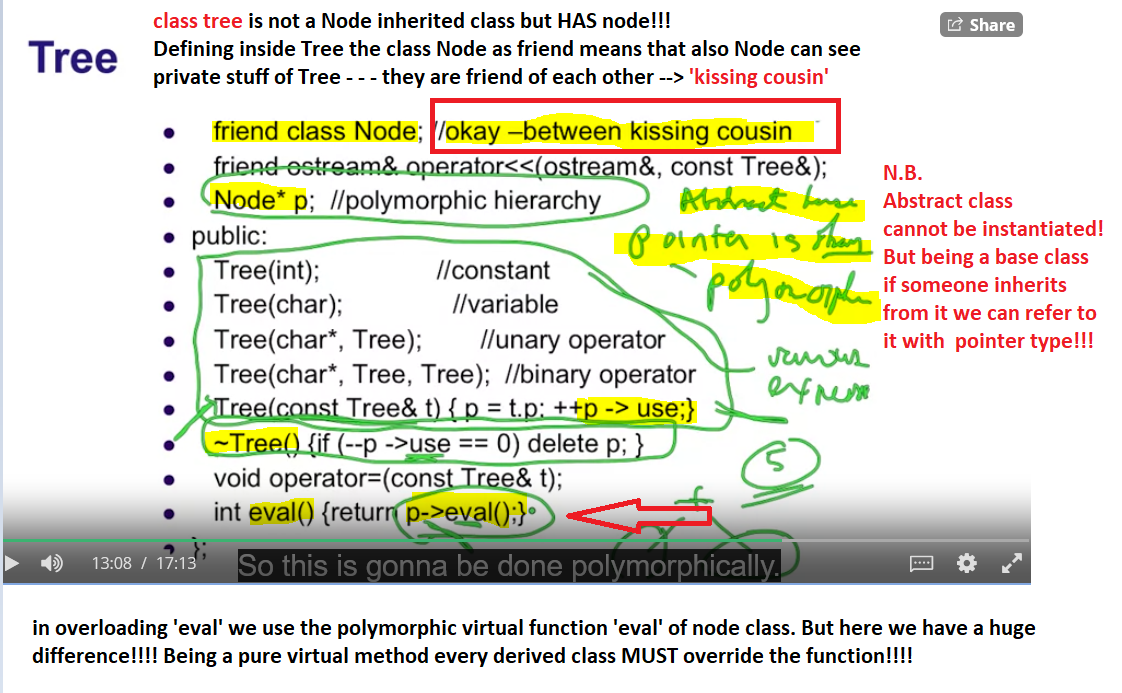 class tree is not a Node inherited class but HAS node!!!
Share
Tree
Defining inside Tree the class Node as friend means that also Node can see
private stuff of Tree - - - they are friend of each other --> 'kissing cousin'
friend class Node; //okay –between kissing cousin
friend ostream& operator<<(ostream&, const Tree&);
Node* p; //polymorphic hierarchy
Abstract base
pointer is
polymorph
N.B.
Abstract class
cannot be instantiated!
But being a base class
if someone inherits
from it we can refer to
it with pointer type!!!
public:
Tree(int); //constant
Tree(char); //variable
Tree(char*, Tree); //unary operator
Tree(char*, Tree, Tree); //binary operator
Tree(const Tree& t) { p = t.p; ++p -> use;}
~Tree() {if (--p ->use == 0) delete p; }
void operator=(const Tree& t);
int eval() {return p->eval();}
};
5
+
13:08 / 17:13
So this is gonna be done polymorphically.
in overloading 'eval' we use the polymorphic virtual function 'eval' of node class. But here we have a huge
difference!!!! Being a pure virtual method every derived class MUST override the function!!!!